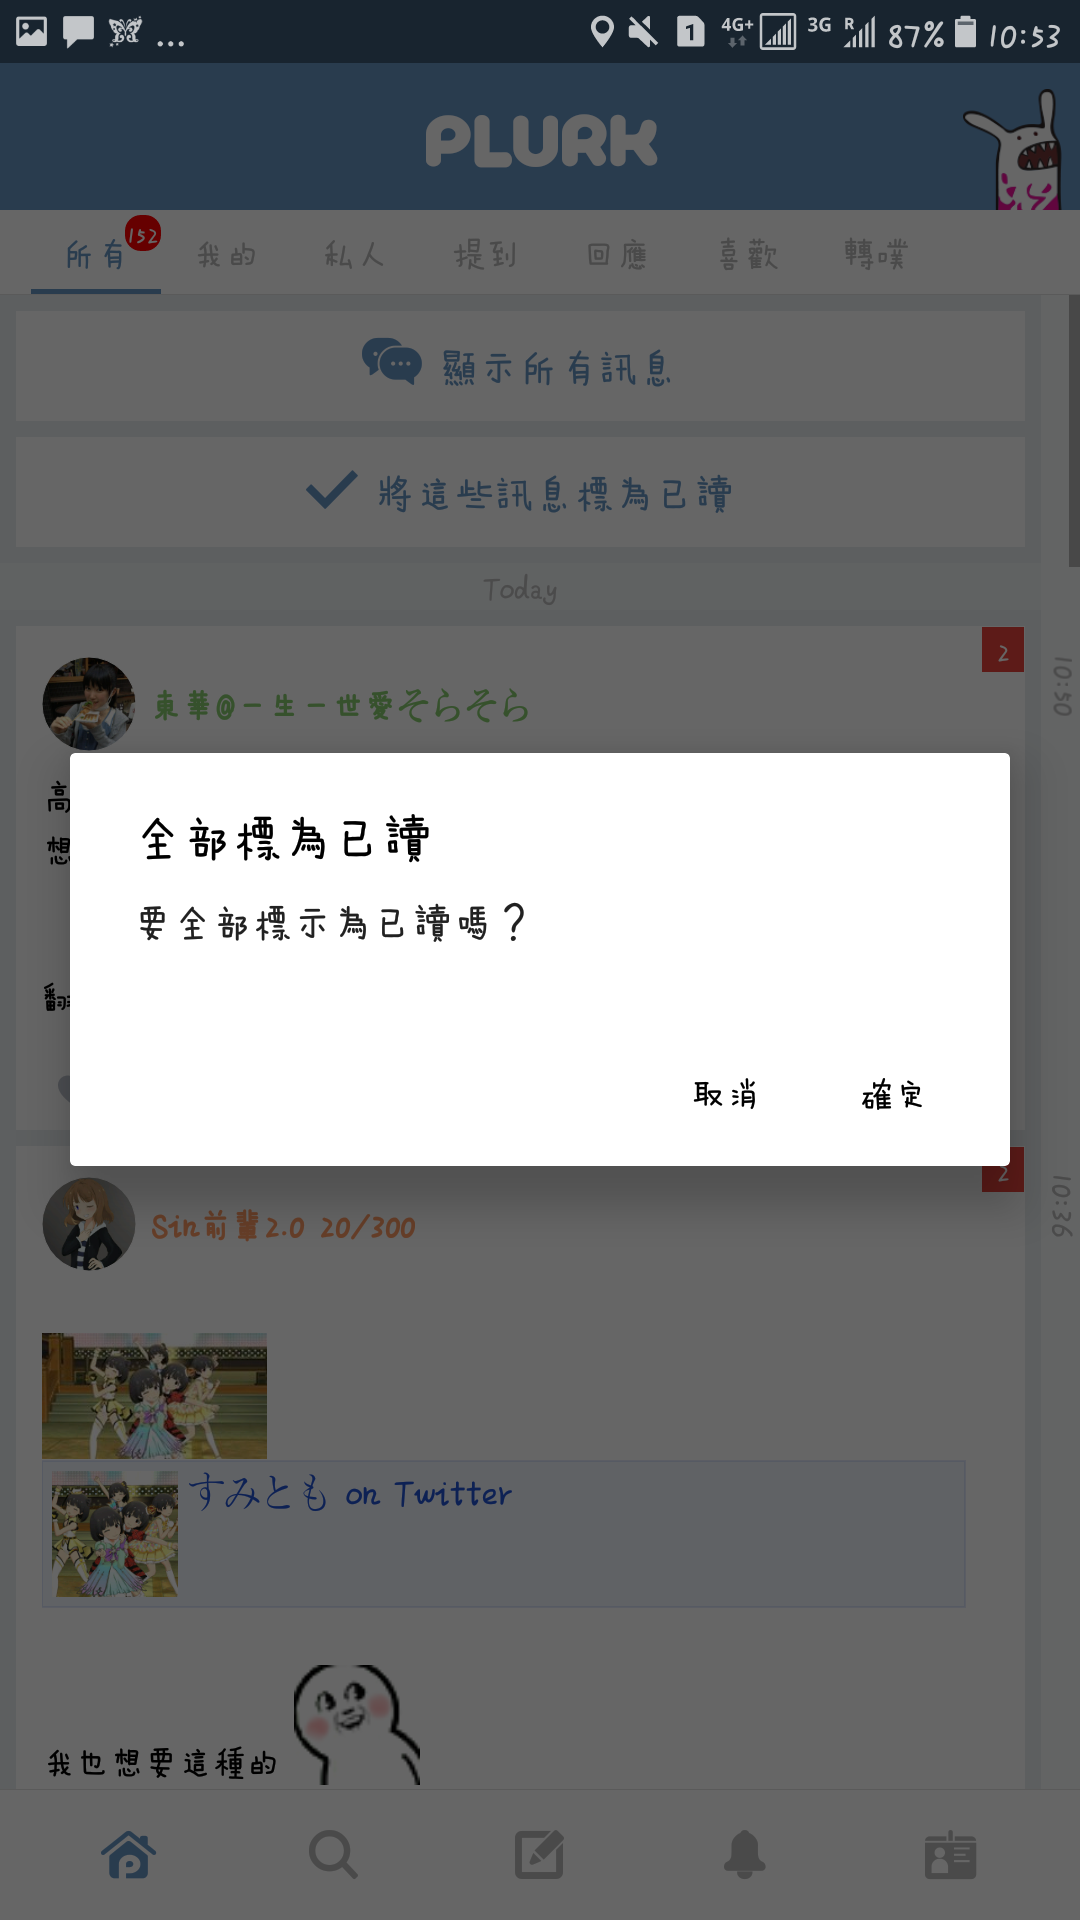 ... 1 4G+ 3G R 87% 10:53
PLURK
所有 152 我的 私人 提到 回應 喜歡 轉噗
顯示所有訊息
將這些訊息標為已讀
Today
2
東華@一生一世愛そらそら
10:50
高
想
全部標為已讀
要全部標示為已讀嗎?
取消 確定
2
Sin前輩2.0 20/300
10:36
すみとも on Twitter
我也想要這種的